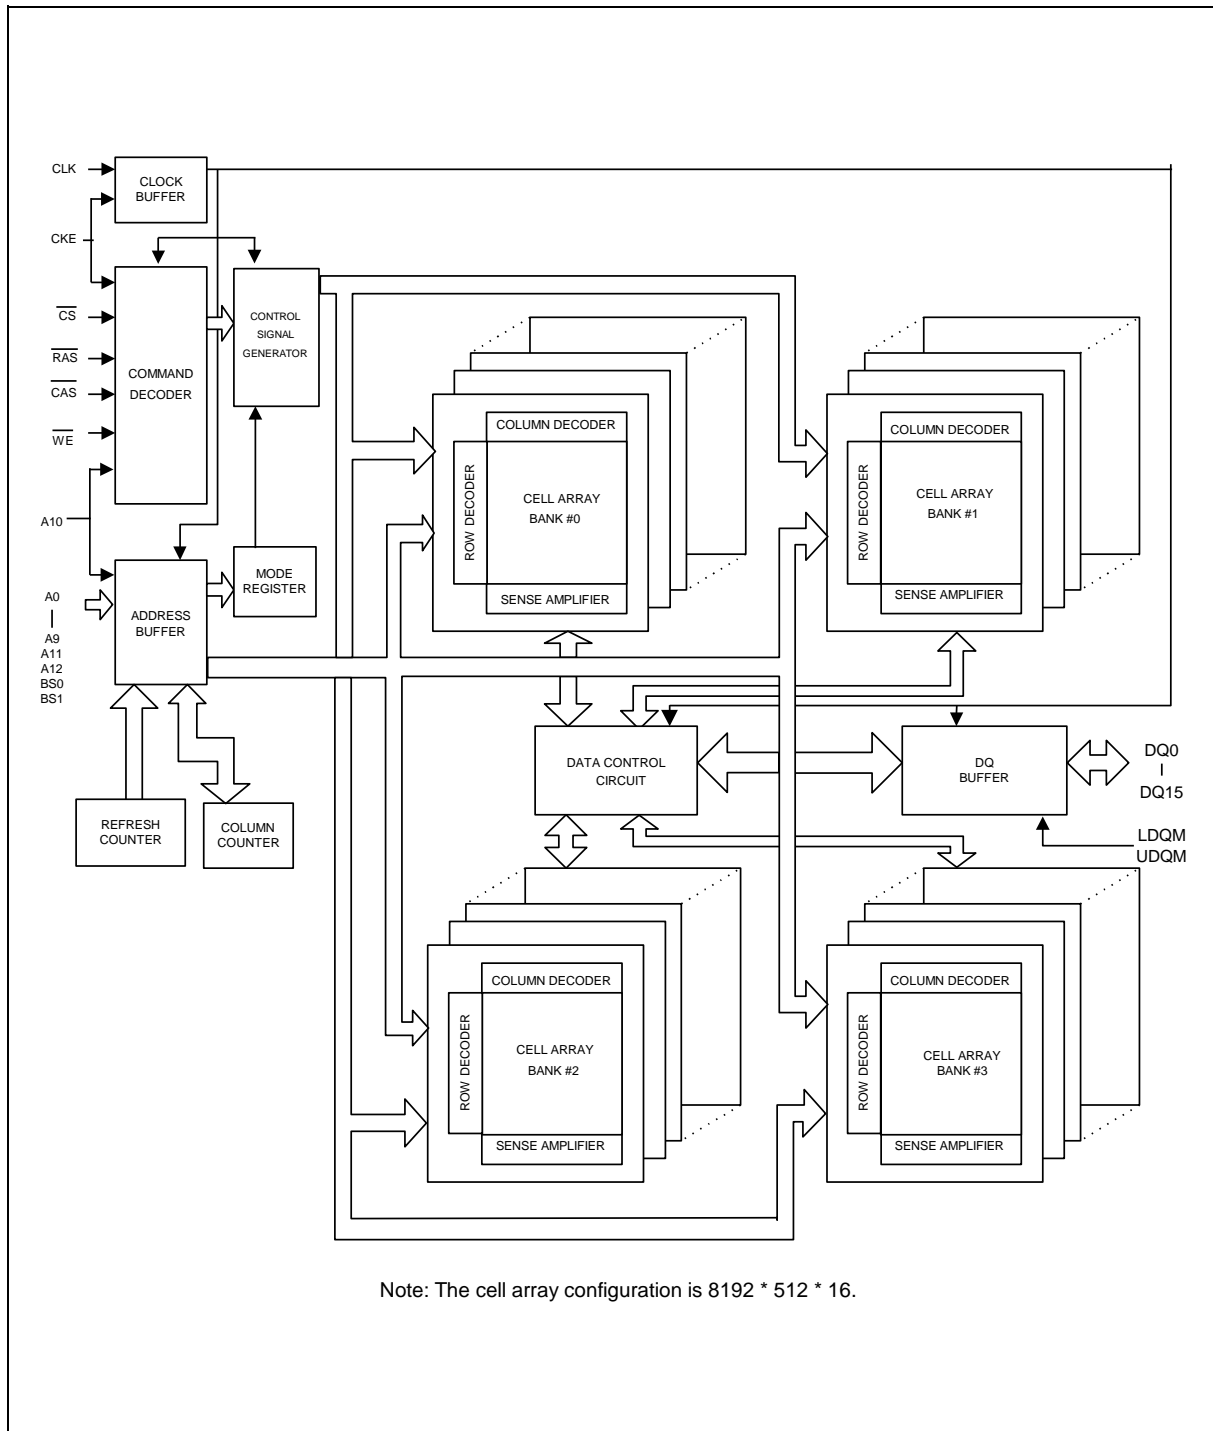 CLK
CLOCK
BUFFER
CKE
CS
RAS
CAS
WE
A10
COMMAND
DECODER
CONTROL
SIGNAL
GENERATOR
A0
A9
A11
A12
BS0
BS1
ADDRESS
BUFFER
MODE
REGISTER
REFRESH
COUNTER
COLUMN
COUNTER
COLUMN DECODER
ROW DECODER
CELL ARRAY
BANK #0
SENSE AMPLIFIER
COLUMN DECODER
ROW DECODER
CELL ARRAY
BANK #1
SENSE AMPLIFIER
DATA CONTROL
CIRCUIT
DQ
BUFFER
DQ0
DQ15
LDQM
UDQM
COLUMN DECODER
ROW DECODER
CELL ARRAY
BANK #2
SENSE AMPLIFIER
COLUMN DECODER
ROW DECODER
CELL ARRAY
BANK #3
SENSE AMPLIFIER
Note: The cell array configuration is 8192 * 512 * 16.